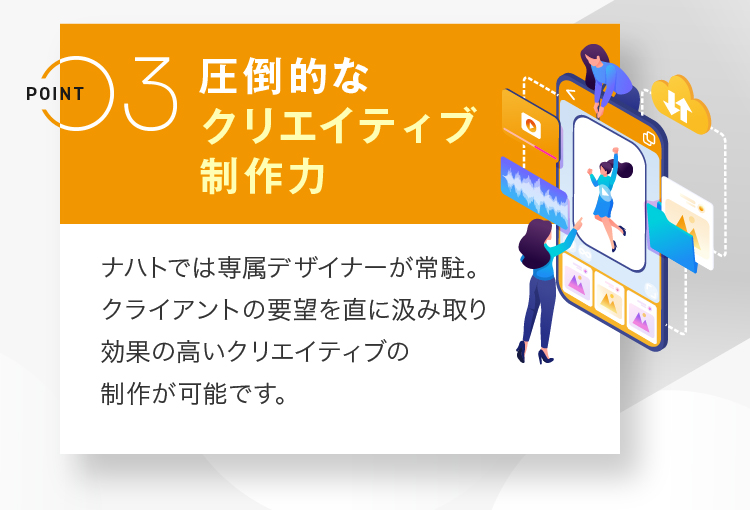 POINT 03
圧倒的な
クリエイティブ
制作力
ナハトでは専属デザイナーが常駐。
クライアントの要望を直に汲み取り
効果の高いクリエイティブの
制作が可能です。